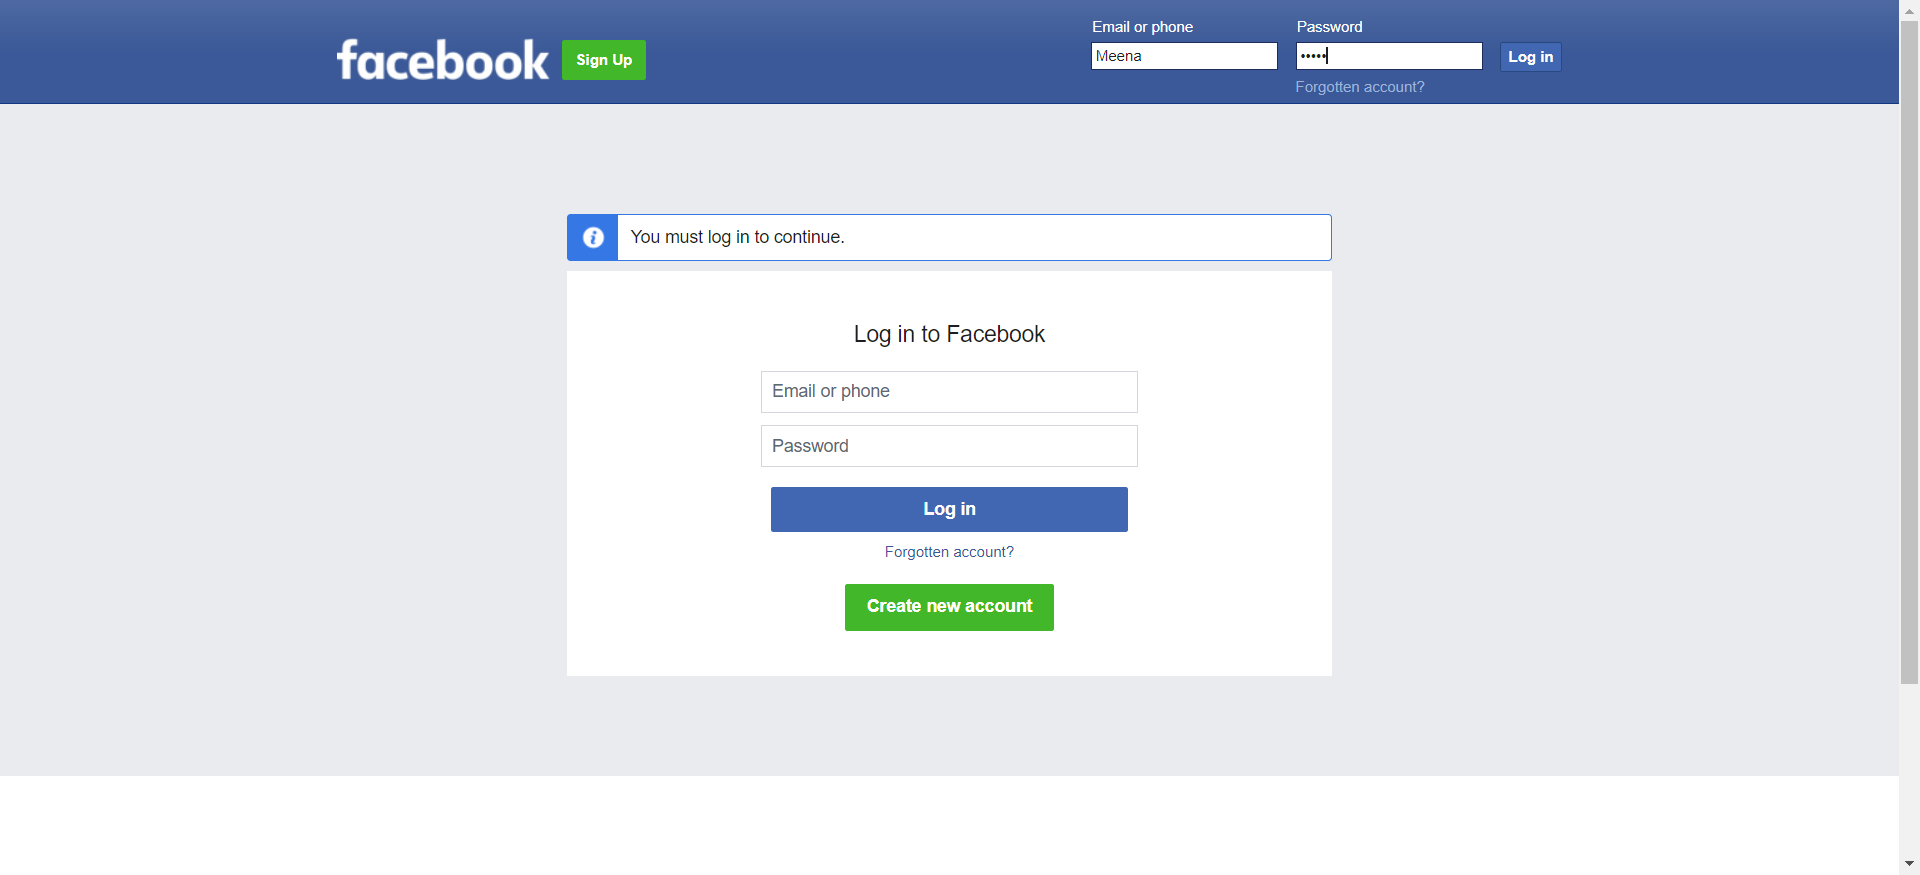 facebook
Sign Up
Email or phone
Password
Meena
•••••
Log in
Forgotten account?
You must log in to continue.
Log in to Facebook
Email or phone
Password
Log in
Forgotten account?
Create new account